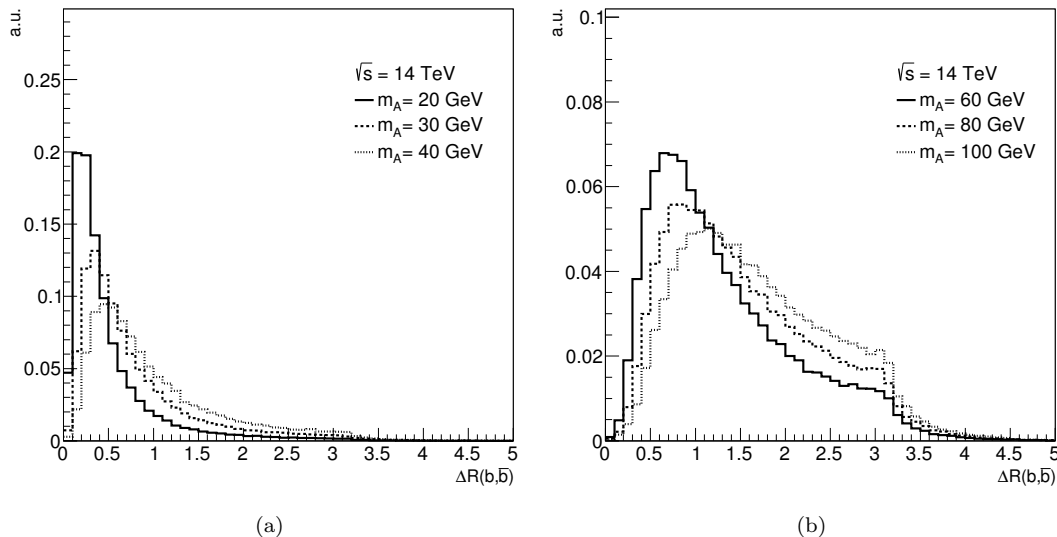 a.u.
0.25
0.2
0.15
0.1
0.05
0
√s = 14 TeV
m_A= 20 GeV
m_A= 30 GeV
m_A= 40 GeV
0 0.5 1 1.5 2 2.5 3 3.5 4 4.5 5
ΔR(b,b̅)
(a)
a.u.
0.1
0.08
0.06
0.04
0.02
0
√s = 14 TeV
m_A= 60 GeV
m_A= 80 GeV
m_A= 100 GeV
0 0.5 1 1.5 2 2.5 3 3.5 4 4.5 5
ΔR(b,b̅)
(b)